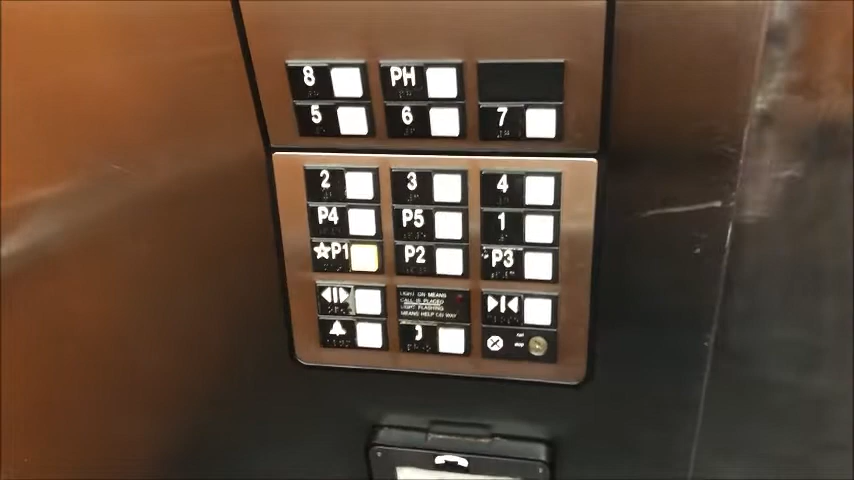 8 PH
5 6 7
2 3 4
P4 P5 1
☆P1 P2 P3
LIGHT ON MEANS
CALL IS PLACED
LIGHT FLASHING
MEANS HELP ON WAY